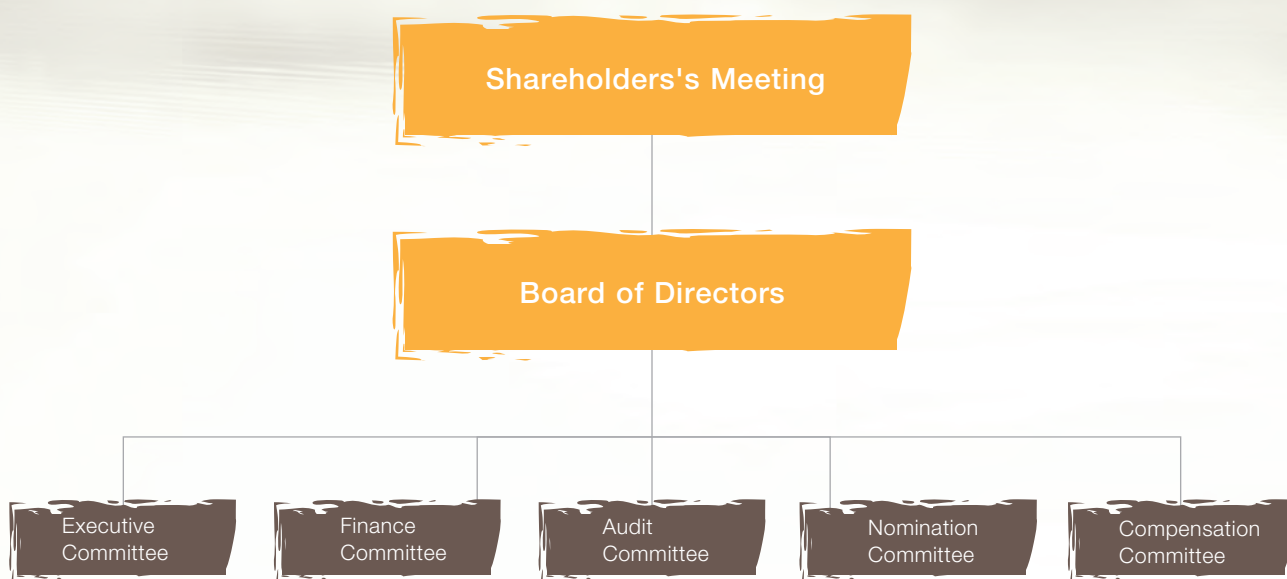 Shareholders's Meeting
Board of Directors
Executive
Committee
Finance
Committee
Audit
Committee
Nomination
Committee
Compensation
Committee